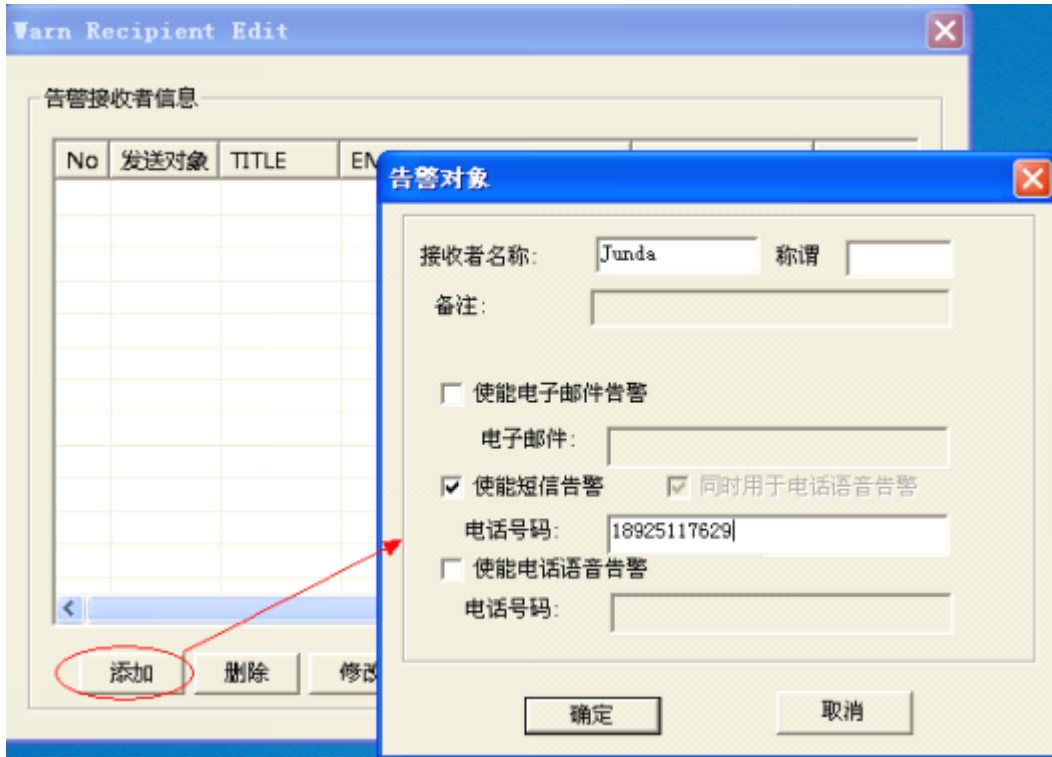 Warn Recipient Edit
告警接收者信息
No 发送对象 TITLE EM
告警对象
接收者名称: Junda 称谓
备注:
使能电子邮件告警
电子邮件:
使能短信告警 同时用于电话语音告警
电话号码: 18925117629
使能电话语音告警
电话号码:
添加 删除 修改
确定 取消